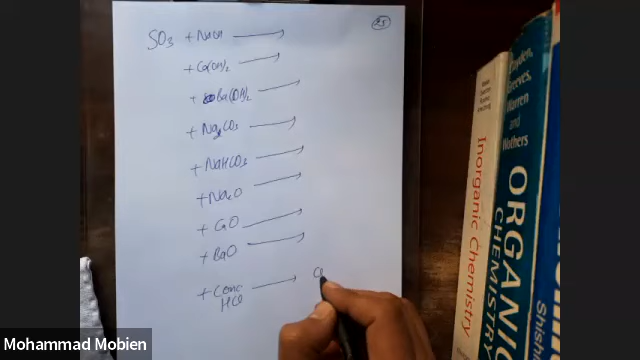 25
SO3 + NaOH →
+ Ca(OH)2 →
+ Ba(OH)2 →
+ Na2CO3 →
+ NaHCO3 →
+ Na2O →
+ CaO →
+ BaO →
+ Conc →
HCl
Inorganic Chemistry
Clayden,
Greeves,
Warren
and
Wothers
ORGANIC
CHEMISTRY
Mohammad Mobien